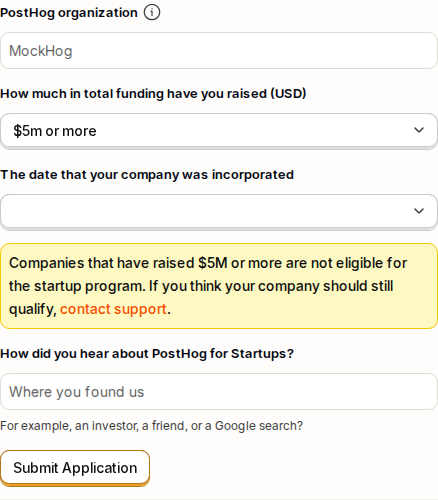 PostHog organization
MockHog
How much in total funding have you raised (USD)
$5m or more
The date that your company was incorporated
Companies that have raised $5M or more are not eligible for
the startup program. If you think your company should still
qualify, contact support.
How did you hear about PostHog for Startups?
Where you found us
For example, an investor, a friend, or a Google search?
Submit Application